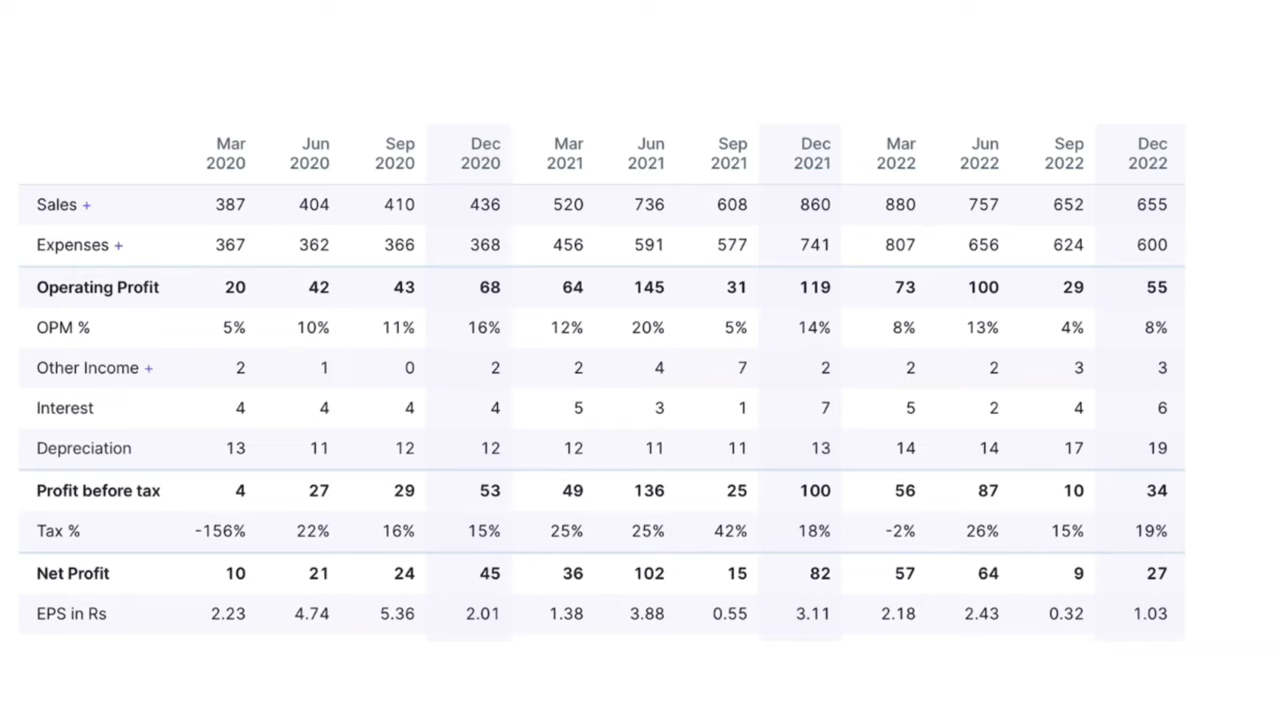 Mar 2020 Jun 2020 Sep 2020 Dec 2020 Mar 2021 Jun 2021 Sep 2021 Dec 2021 Mar 2022 Jun 2022 Sep 2022 Dec 2022
Sales + 387 404 410 436 520 736 608 860 880 757 652 655
Expenses + 367 362 366 368 456 591 577 741 807 656 624 600
Operating Profit 20 42 43 68 64 145 31 119 73 100 29 55
OPM % 5% 10% 11% 16% 12% 20% 5% 14% 8% 13% 4% 8%
Other Income + 2 1 0 2 2 4 7 2 2 2 3 3
Interest 4 4 4 4 5 3 1 7 5 2 4 6
Depreciation 13 11 12 12 12 11 11 13 14 14 17 19
Profit before tax 4 27 29 53 49 136 25 100 56 87 10 34
Tax % -156% 22% 16% 15% 25% 25% 42% 18% -2% 26% 15% 19%
Net Profit 10 21 24 45 36 102 15 82 57 64 9 27
EPS in Rs 2.23 4.74 5.36 2.01 1.38 3.88 0.55 3.11 2.18 2.43 0.32 1.03